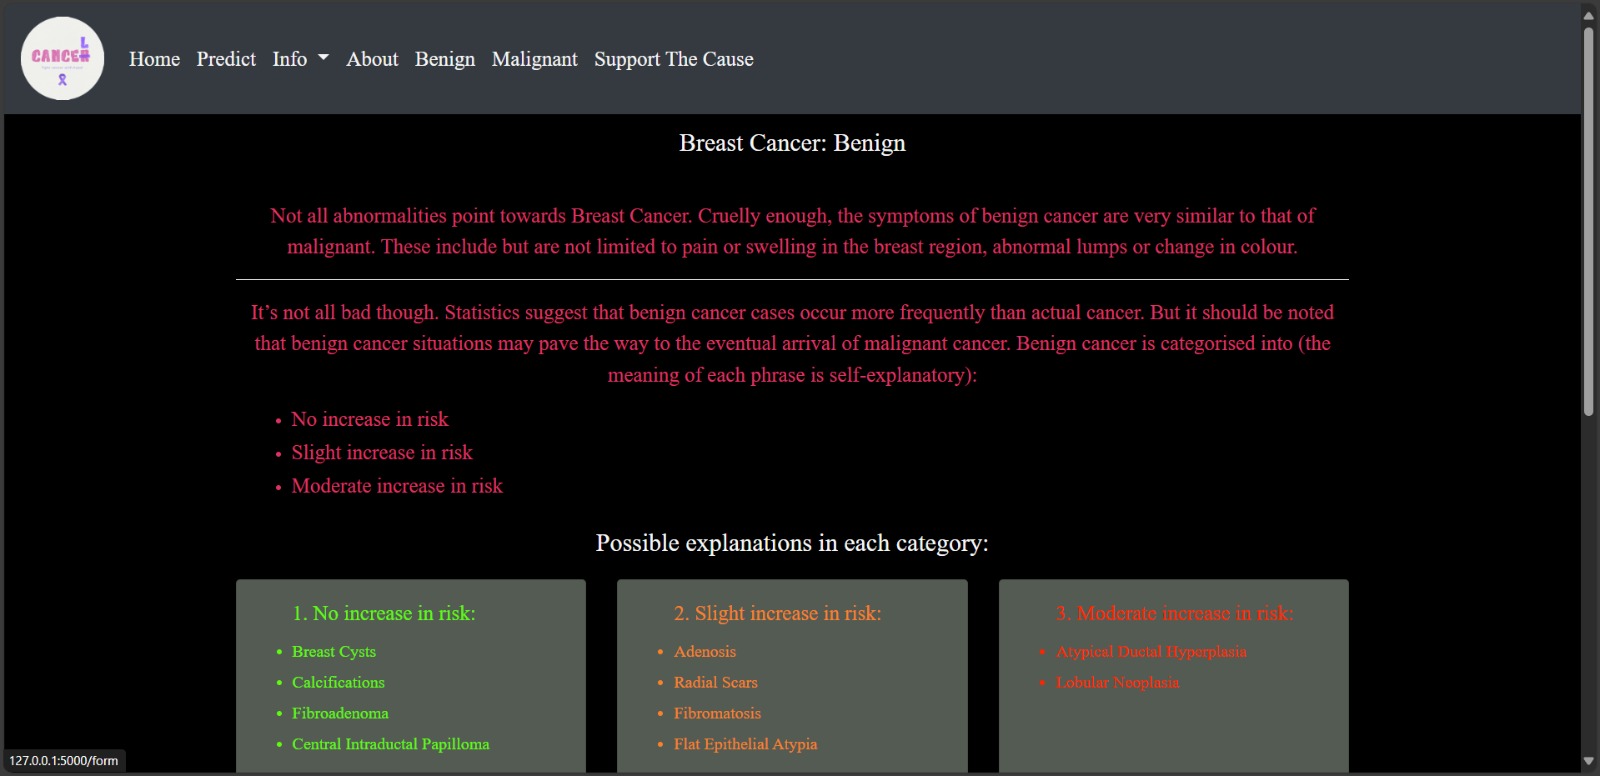 CANCER
L
Home Predict Info About Benign Malignant Support The Cause
Breast Cancer: Benign
Not all abnormalities point towards Breast Cancer. Cruelly enough, the symptoms of benign cancer are very similar to that of
malignant. These include but are not limited to pain or swelling in the breast region, abnormal lumps or change in colour.
It’s not all bad though. Statistics suggest that benign cancer cases occur more frequently than actual cancer. But it should be noted
that benign cancer situations may pave the way to the eventual arrival of malignant cancer. Benign cancer is categorised into (the
meaning of each phrase is self-explanatory):
• No increase in risk
• Slight increase in risk
• Moderate increase in risk
Possible explanations in each category:
1. No increase in risk:
• Breast Cysts
• Calcifications
• Fibroadenoma
• Central Intraductal Papilloma
2. Slight increase in risk:
• Adenosis
• Radial Scars
• Fibromatosis
• Flat Epithelial Atypia
3. Moderate increase in risk:
• Atypical Ductal Hyperplasia
• Lobular Neoplasia
127.0.0.1:5000/form